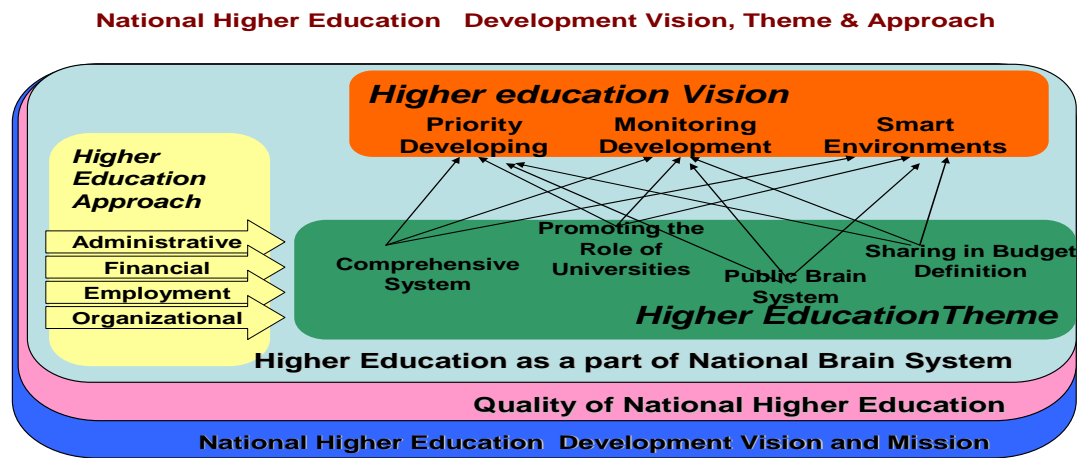 National Higher Education   Development Vision, Theme & Approach
Higher education Vision
Priority
Developing
Monitoring
Development
Smart
Environments
Higher
Education
Approach
Administrative
Financial
Employment
Organizational
Comprehensive
System
Promoting the
Role of
Universities
Public Brain
System
Sharing in Budget
Definition
Higher EducationTheme
Higher Education as a part of National Brain System
Quality of National Higher Education
National Higher Education  Development Vision and Mission